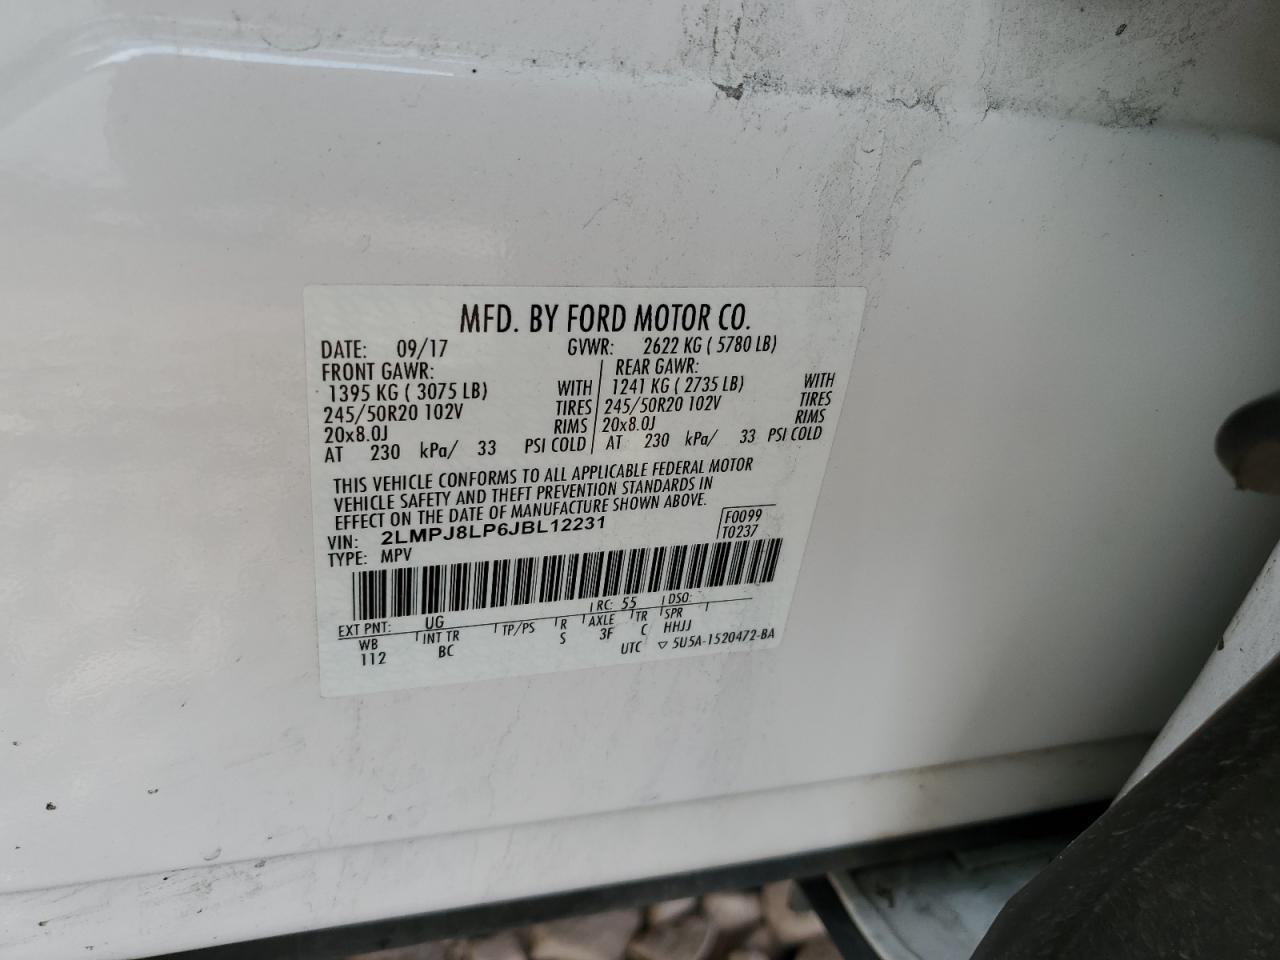 MFD. BY FORD MOTOR CO.
DATE: 09/17 GVWR: 2622 KG ( 5780 LB)
FRONT GAWR: REAR GAWR:
1395 KG ( 3075 LB) WITH 1241 KG ( 2735 LB) WITH
245/50R20 102V TIRES 245/50R20 102V TIRES
20x8.0J RIMS 20x8.0J RIMS
AT 230 kPa/ 33 PSI COLD AT 230 kPa/ 33 PSI COLD
THIS VEHICLE CONFORMS TO ALL APPLICABLE FEDERAL MOTOR
VEHICLE SAFETY AND THEFT PREVENTION STANDARDS IN
EFFECT ON THE DATE OF MANUFACTURE SHOWN ABOVE.
VIN: 2LMPJ8LP6JBL12231 F0099
TYPE: MPV T0237
EXT PNT: UG RC: 55 DSO:
WB INT TR TP/PS R AXLE TR SPR
112 BC S 3F C HHJJ
UTC ▽ 5U5A-1520472-BA